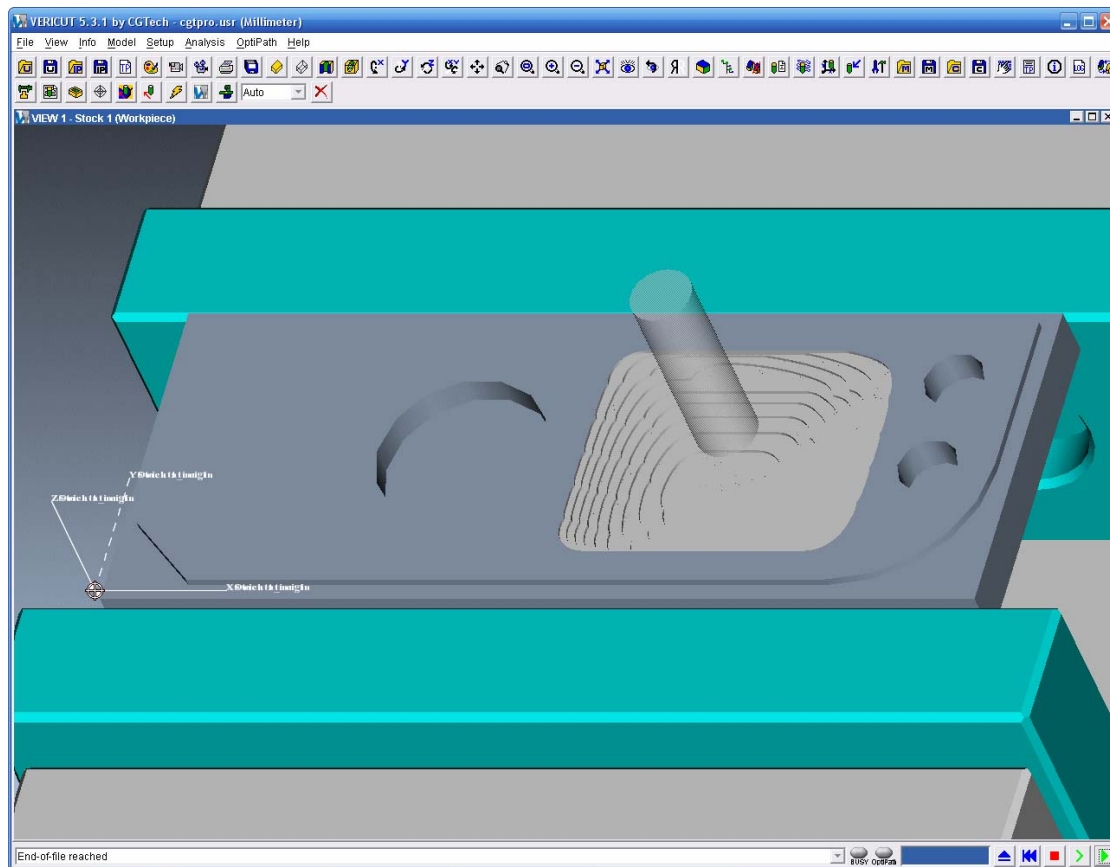 VERICUT 5.3.1 by CGTech - cgtpro.usr (Millimeter)
File View Info Model Setup Analysis OptiPath Help
Auto
VIEW 1 - Stock 1 (Workpiece)
End-of-file reached
BUSY OptiPath